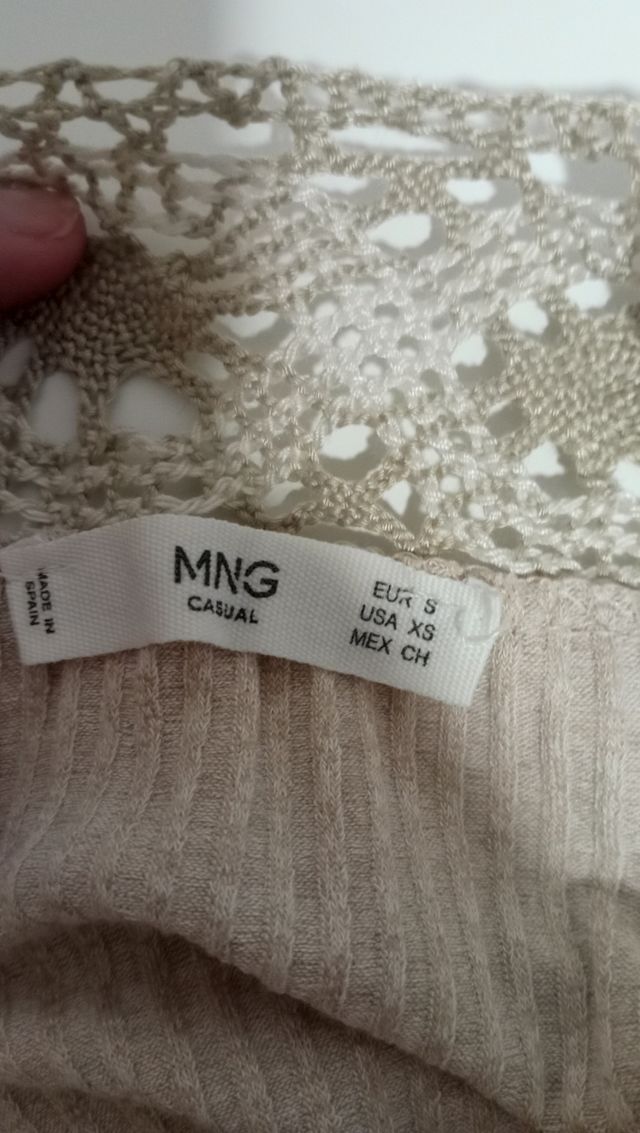 MADE IN
SPAIN
MNG
CASUAL
EUR S
USA XS
MEX CH